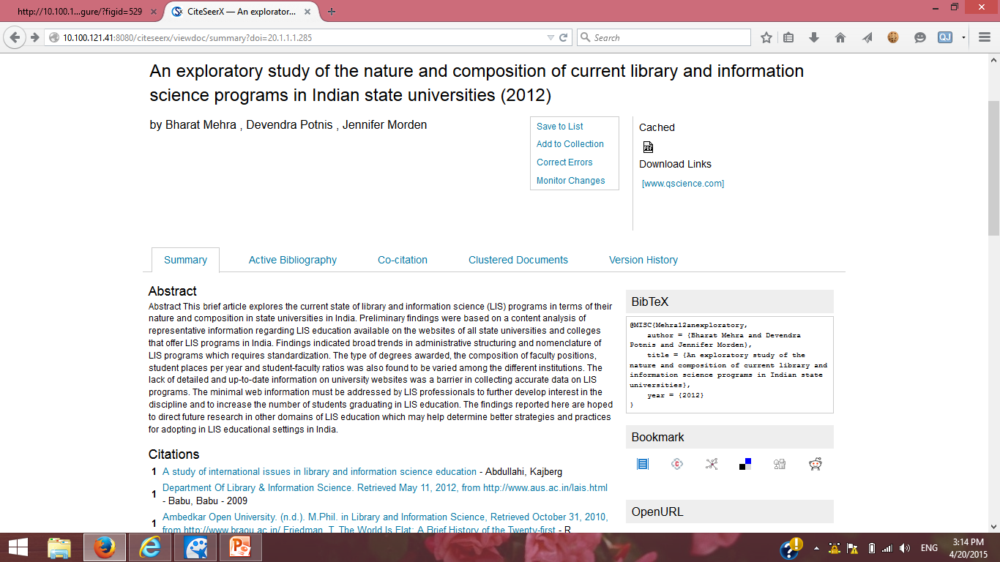 http://10.100.1...gure/?figid=529
CiteSeerX — An explorator...
10.100.121.41:8080/citeseerx/viewdoc/summary?doi=20.1.1.1.285
Search
QJ
An exploratory study of the nature and composition of current library and information
science programs in Indian state universities (2012)
by Bharat Mehra , Devendra Potnis , Jennifer Morden
Save to List
Add to Collection
Correct Errors
Monitor Changes
Cached
PDF
Download Links
[www.qscience.com]
Summary
Active Bibliography
Co-citation
Clustered Documents
Version History
Abstract
Abstract This brief article explores the current state of library and information science (LIS) programs in terms of their
nature and composition in state universities in India. Preliminary findings were based on a content analysis of
representative information regarding LIS education available on the websites of all state universities and colleges
that offer LIS programs in India. Findings indicated broad trends in administrative structuring and nomenclature of
LIS programs which requires standardization. The type of degrees awarded, the composition of faculty positions,
student places per year and student-faculty ratios was also found to be varied among the different institutions. The
lack of detailed and up-to-date information on university websites was a barrier in collecting accurate data on LIS
programs. The minimal web information must be addressed by LIS professionals to further develop interest in the
discipline and to increase the number of students graduating in LIS education. The findings reported here are hoped
to direct future research in other domains of LIS education which may help determine better strategies and practices
for adopting in LIS educational settings in India.
Citations
1 A study of international issues in library and information science education - Abdullahi, Kajberg
1 Department Of Library & Information Science. Retrieved May 11, 2012, from http://www.aus.ac.in/lais.html
- Babu, Babu - 2009
1 Ambedkar Open University. (n.d.). M.Phil. in Library and Information Science, Retrieved October 31, 2010,
from http://www.braou.ac.in/ Friedman, T. The World Is Flat: A Brief History of the Twenty-first - R
BibTeX
@MISC{Mehra12anexploratory,
author = {Bharat Mehra and Devendra
Potnis and Jennifer Morden},
title = {An exploratory study of the
nature and composition of current library and
information science programs in Indian state
universities},
year = {2012}
}
Bookmark
OpenURL
ENG
3:14 PM
4/20/2015